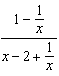 1 - 1/x
x - 2 + 1/x